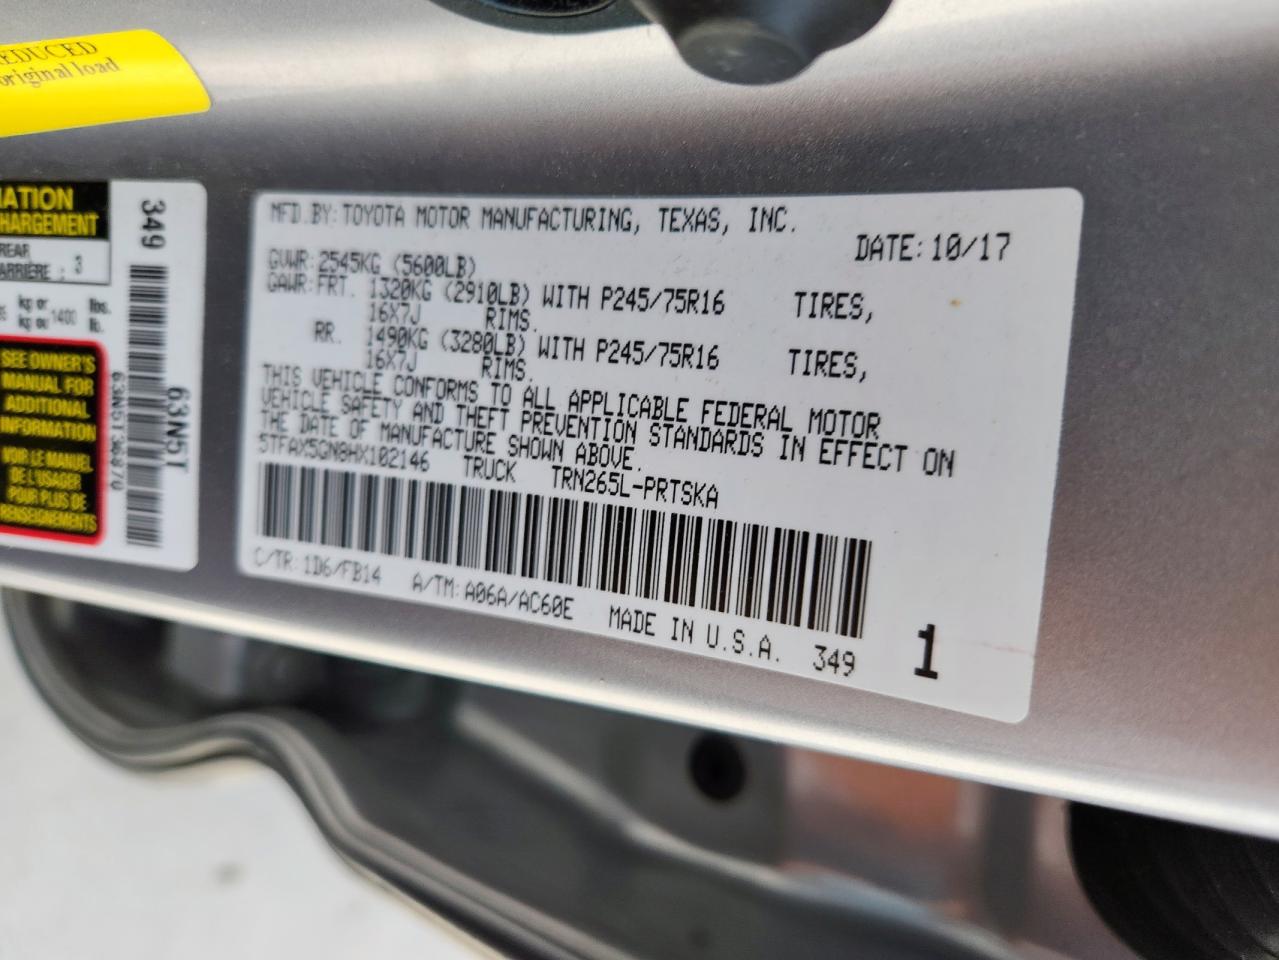 REDUCED
original load
MATION
CHARGEMENT
REAR
ARRIÈRE : 3
kg or 1400 lbs.
kg ou lb.
SEE OWNER'S
MANUAL FOR
ADDITIONAL
INFORMATION
VOIR LE MANUEL
DE L'USAGER
POUR PLUS DE
RENSEIGNEMENTS
349
63N5T
63N5T36870
MFD.BY:TOYOTA MOTOR MANUFACTURING, TEXAS, INC.
DATE:10/17
GVWR:2545KG (5600LB)
GAWR:FRT. 1320KG (2910LB) WITH P245/75R16 TIRES,
16X7J RIMS.
RR. 1490KG (3280LB) WITH P245/75R16 TIRES,
16X7J RIMS.
THIS VEHICLE CONFORMS TO ALL APPLICABLE FEDERAL MOTOR
VEHICLE SAFETY AND THEFT PREVENTION STANDARDS IN EFFECT ON
THE DATE OF MANUFACTURE SHOWN ABOVE.
5TFAX5GN8HX102146 TRUCK TRN265L-PRTSKA
C/TR:1D6/FB14 A/TM:A06A/AC60E MADE IN U.S.A. 349
1